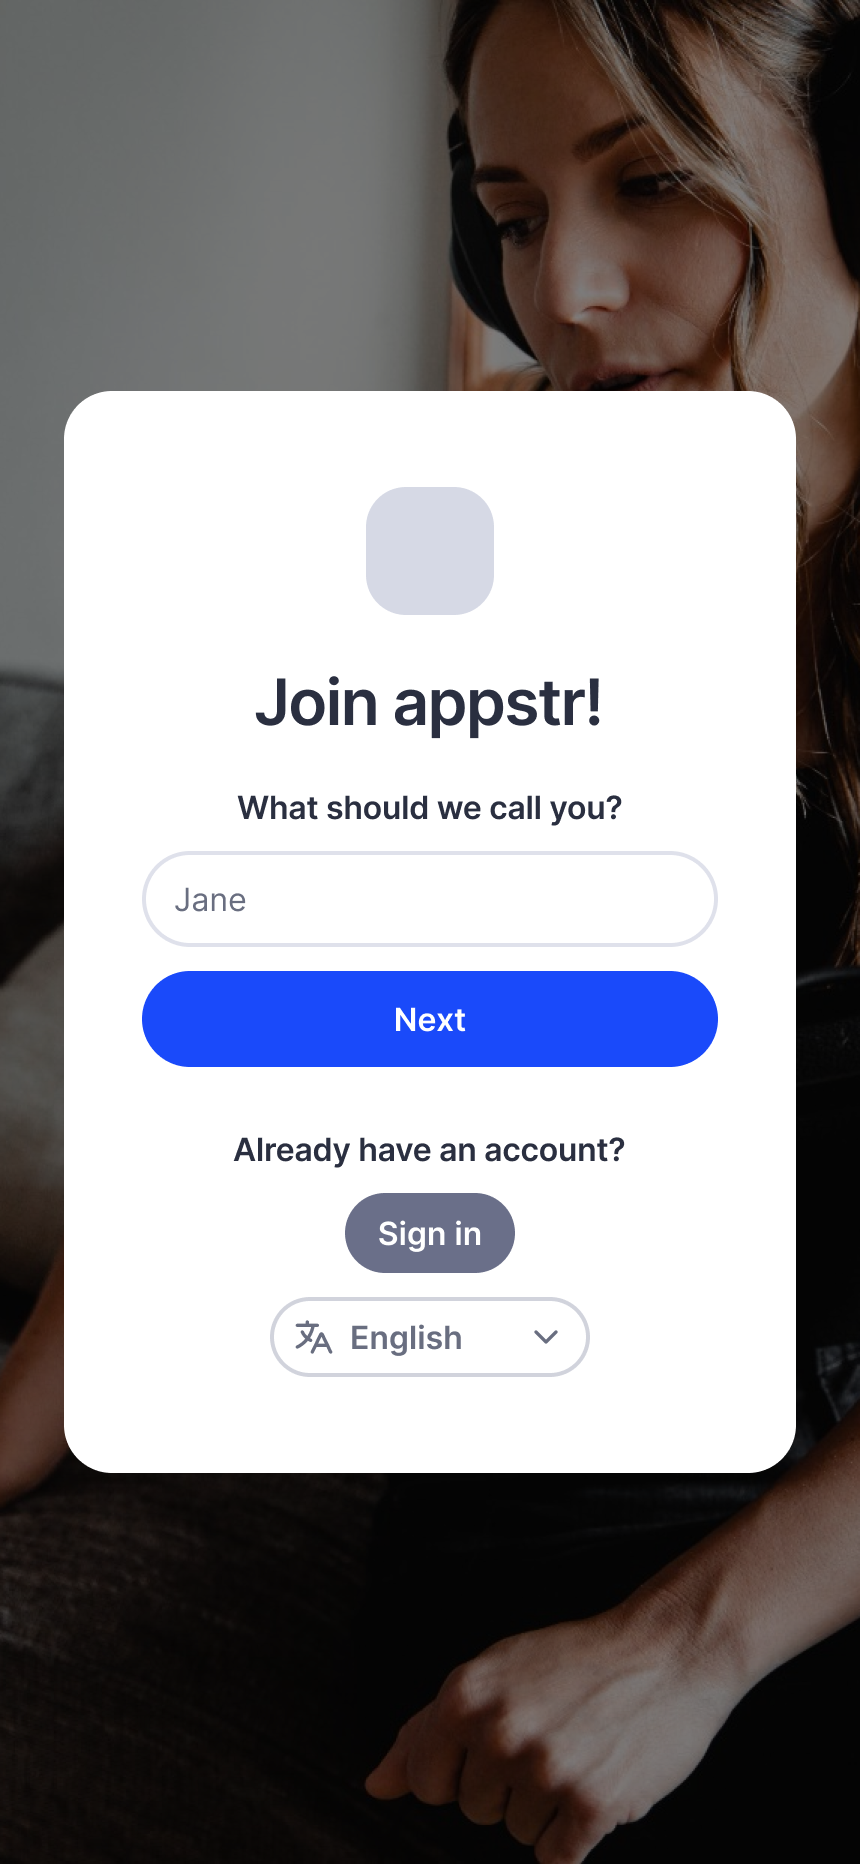 Join appstr!
What should we call you?
Jane
Next
Already have an account?
Sign in
English